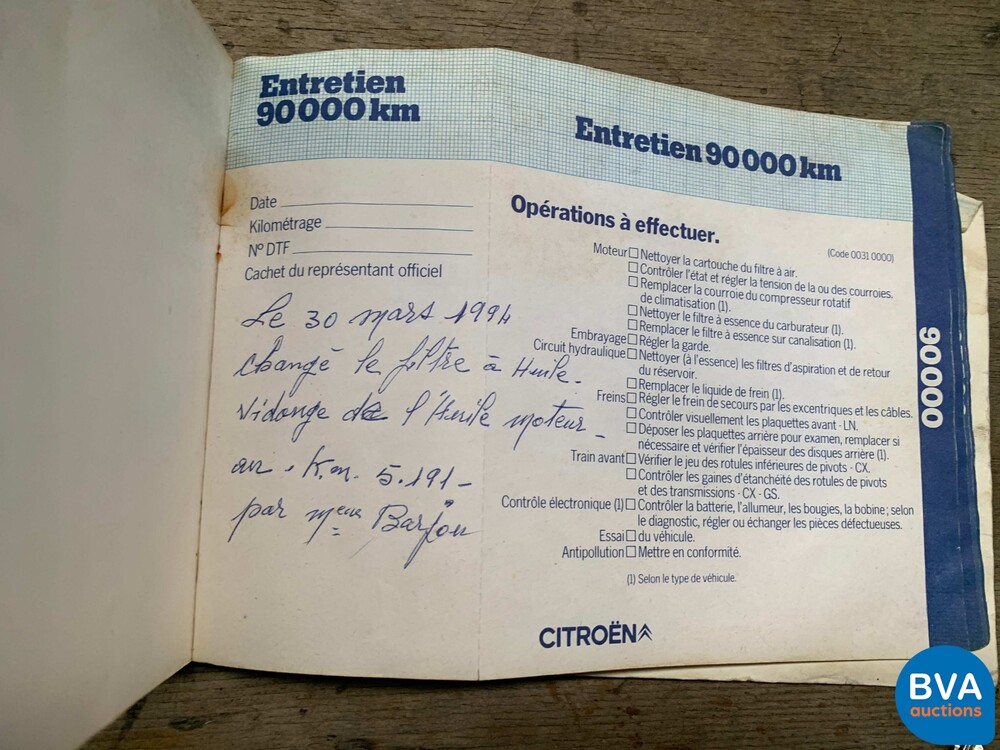 Entretien
90000km
Date
Kilométrage
Nº DTF
Cachet du représentant officiel
Le 30 mars 1994
changé le filtre à Huile.
vidange de l'Huile moteur -
au. Km. 5.191-
par meur Barjou
Entretien 90000km
Opérations à effectuer.
(Code 0031 0000)
Moteur Nettoyer la cartouche du filtre à air.
Contrôler l'état et régler la tension de la ou des courroies.
Remplacer la courroie du compresseur rotatif
de climatisation (1).
Nettoyer le filtre à essence du carburateur (1).
Remplacer le filtre à essence sur canalisation (1).
Embrayage Régler la garde.
Circuit hydraulique Nettoyer (à l'essence) les filtres d'aspiration et de retour
du réservoir.
Remplacer le liquide de frein (1).
Freins Régler le frein de secours par les excentriques et les câbles.
Contrôler visuellement les plaquettes avant - LN.
Déposer les plaquettes arrière pour examen, remplacer si
nécessaire et vérifier l'épaisseur des disques arrière (1).
Train avant Vérifier le jeu des rotules inférieures de pivots - CX.
Contrôler les gaines d'étanchéité des rotules de pivots
et des transmissions - CX - GS.
Contrôle électronique (1) Contrôler la batterie, l'allumeur, les bougies, la bobine; selon
le diagnostic, régler ou échanger les pièces défectueuses.
Essai du véhicule.
Antipollution Mettre en conformité.
(1) Selon le type de véhicule.
CITROËN
90000
BVA
auctions